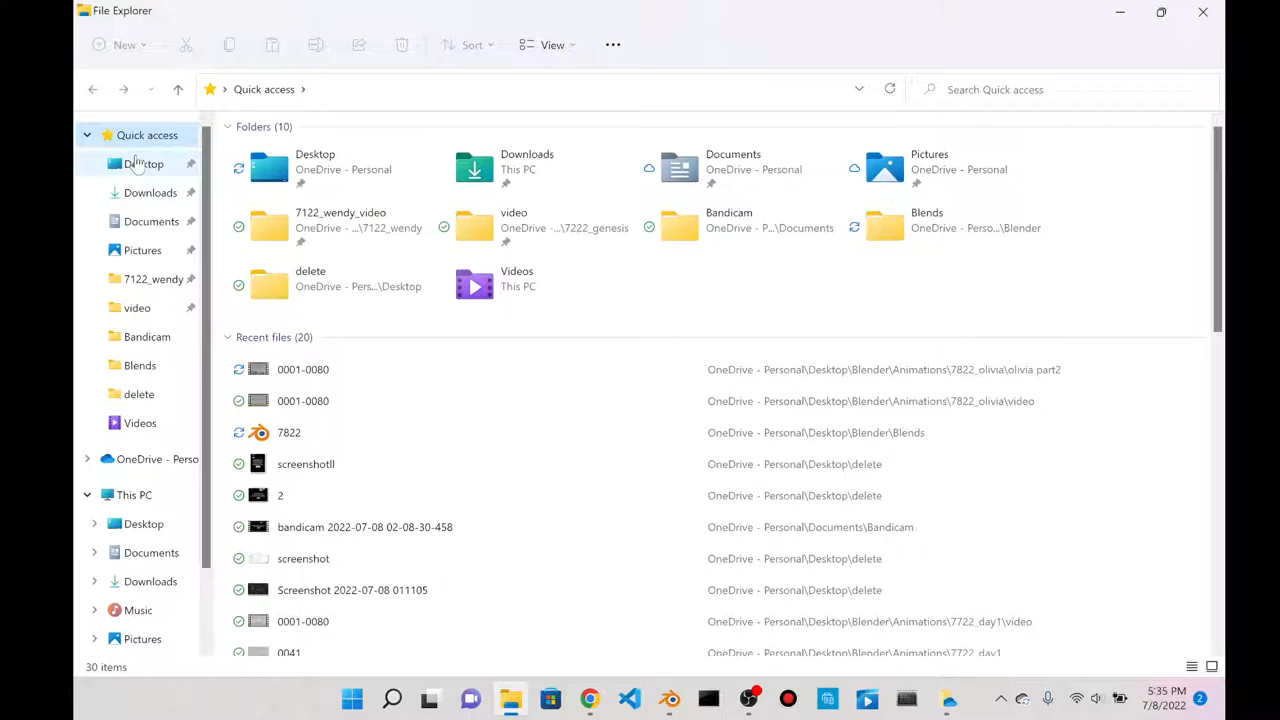 File Explorer
New
Sort
View
Quick access
Search Quick access
Quick access
Desktop
Downloads
Documents
Pictures
7122_wendy
video
Bandicam
Blends
delete
Videos
OneDrive - Perso
This PC
Desktop
Documents
Downloads
Music
Pictures
Folders (10)
Desktop
OneDrive - Personal
Downloads
This PC
Documents
OneDrive - Personal
Pictures
OneDrive - Personal
7122_wendy_video
OneDrive - ...\7122_wendy
video
OneDrive - ...\7222_genesis
Bandicam
OneDrive - P...\Documents
Blends
OneDrive - Perso...\Blender
delete
OneDrive - Pers...\Desktop
Videos
This PC
Recent files (20)
0001-0080 OneDrive - Personal\Desktop\Blender\Animations\7822_olivia\olivia part2
0001-0080 OneDrive - Personal\Desktop\Blender\Animations\7822_olivia\video
7822 OneDrive - Personal\Desktop\Blender\Blends
screenshotll OneDrive - Personal\Desktop\delete
2 OneDrive - Personal\Desktop\delete
bandicam 2022-07-08 02-08-30-458 OneDrive - Personal\Documents\Bandicam
screenshot OneDrive - Personal\Desktop\delete
Screenshot 2022-07-08 011105 OneDrive - Personal\Desktop\delete
0001-0080 OneDrive - Personal\Desktop\Blender\Animations\7722_day1\video
0041 OneDrive - Personal\Desktop\Blender\Animations\7722_day1
30 items
5:35 PM
7/8/2022
2